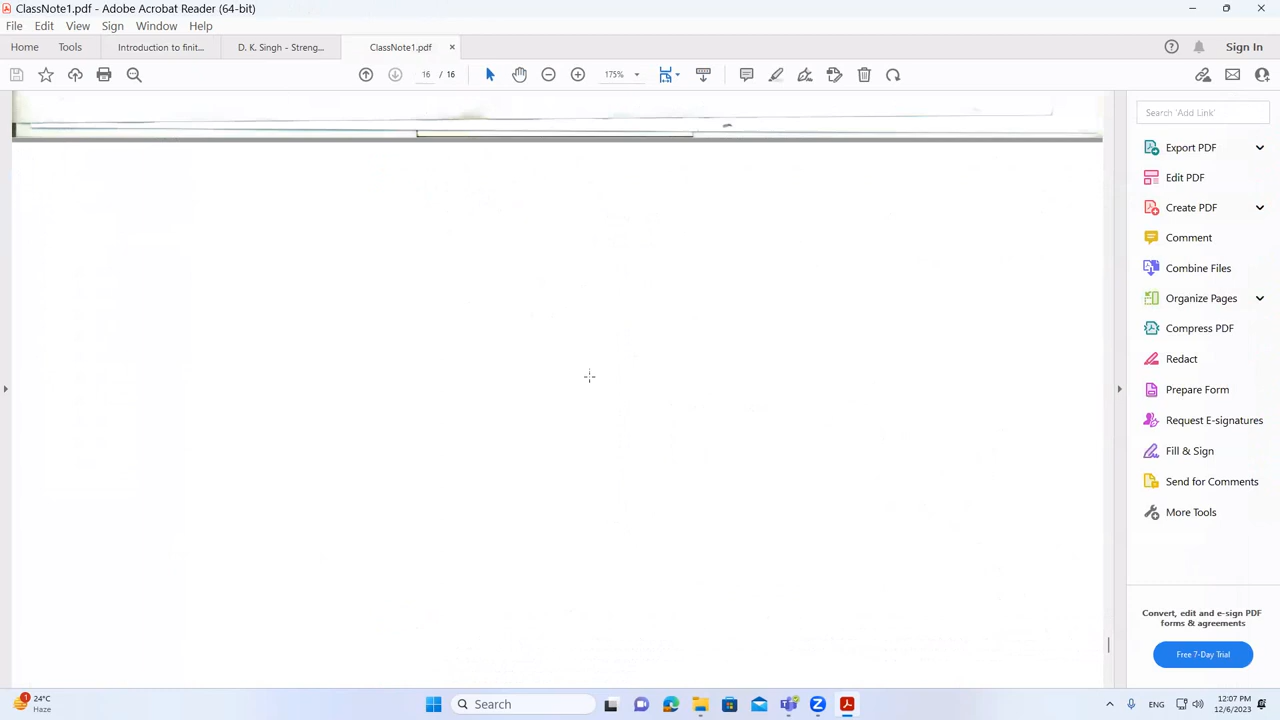 ClassNote1.pdf - Adobe Acrobat Reader (64-bit)
File Edit View Sign Window Help
Home Tools Introduction to finit... D. K. Singh - Streng... ClassNote1.pdf × Sign In
16 / 16 175%
Search 'Add Link'
Export PDF
Edit PDF
Create PDF
Comment
Combine Files
Organize Pages
Compress PDF
Redact
Prepare Form
Request E-signatures
Fill & Sign
Send for Comments
More Tools
Convert, edit and e-sign PDF
forms & agreements
Free 7-Day Trial
1
24°C
Haze
Search
ENG
12:07 PM
12/6/2023